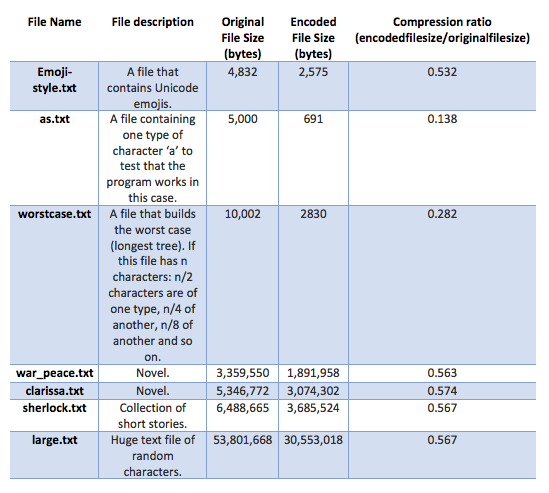 File Name File description Original File Size (bytes) Encoded File Size (bytes) Compression ratio (encodedfilesize/originalfilesize)
Emoji-style.txt A file that contains Unicode emojis. 4,832 2,575 0.532
as.txt A file containing one type of character ‘a’ to test that the program works in this case. 5,000 691 0.138
worstcase.txt A file that builds the worst case (longest tree). If this file has n characters: n/2 characters are of one type, n/4 of another, n/8 of another and so on. 10,002 2830 0.282
war_peace.txt Novel. 3,359,550 1,891,958 0.563
clarissa.txt Novel. 5,346,772 3,074,302 0.574
sherlock.txt Collection of short stories. 6,488,665 3,685,524 0.567
large.txt Huge text file of random characters. 53,801,668 30,553,018 0.567